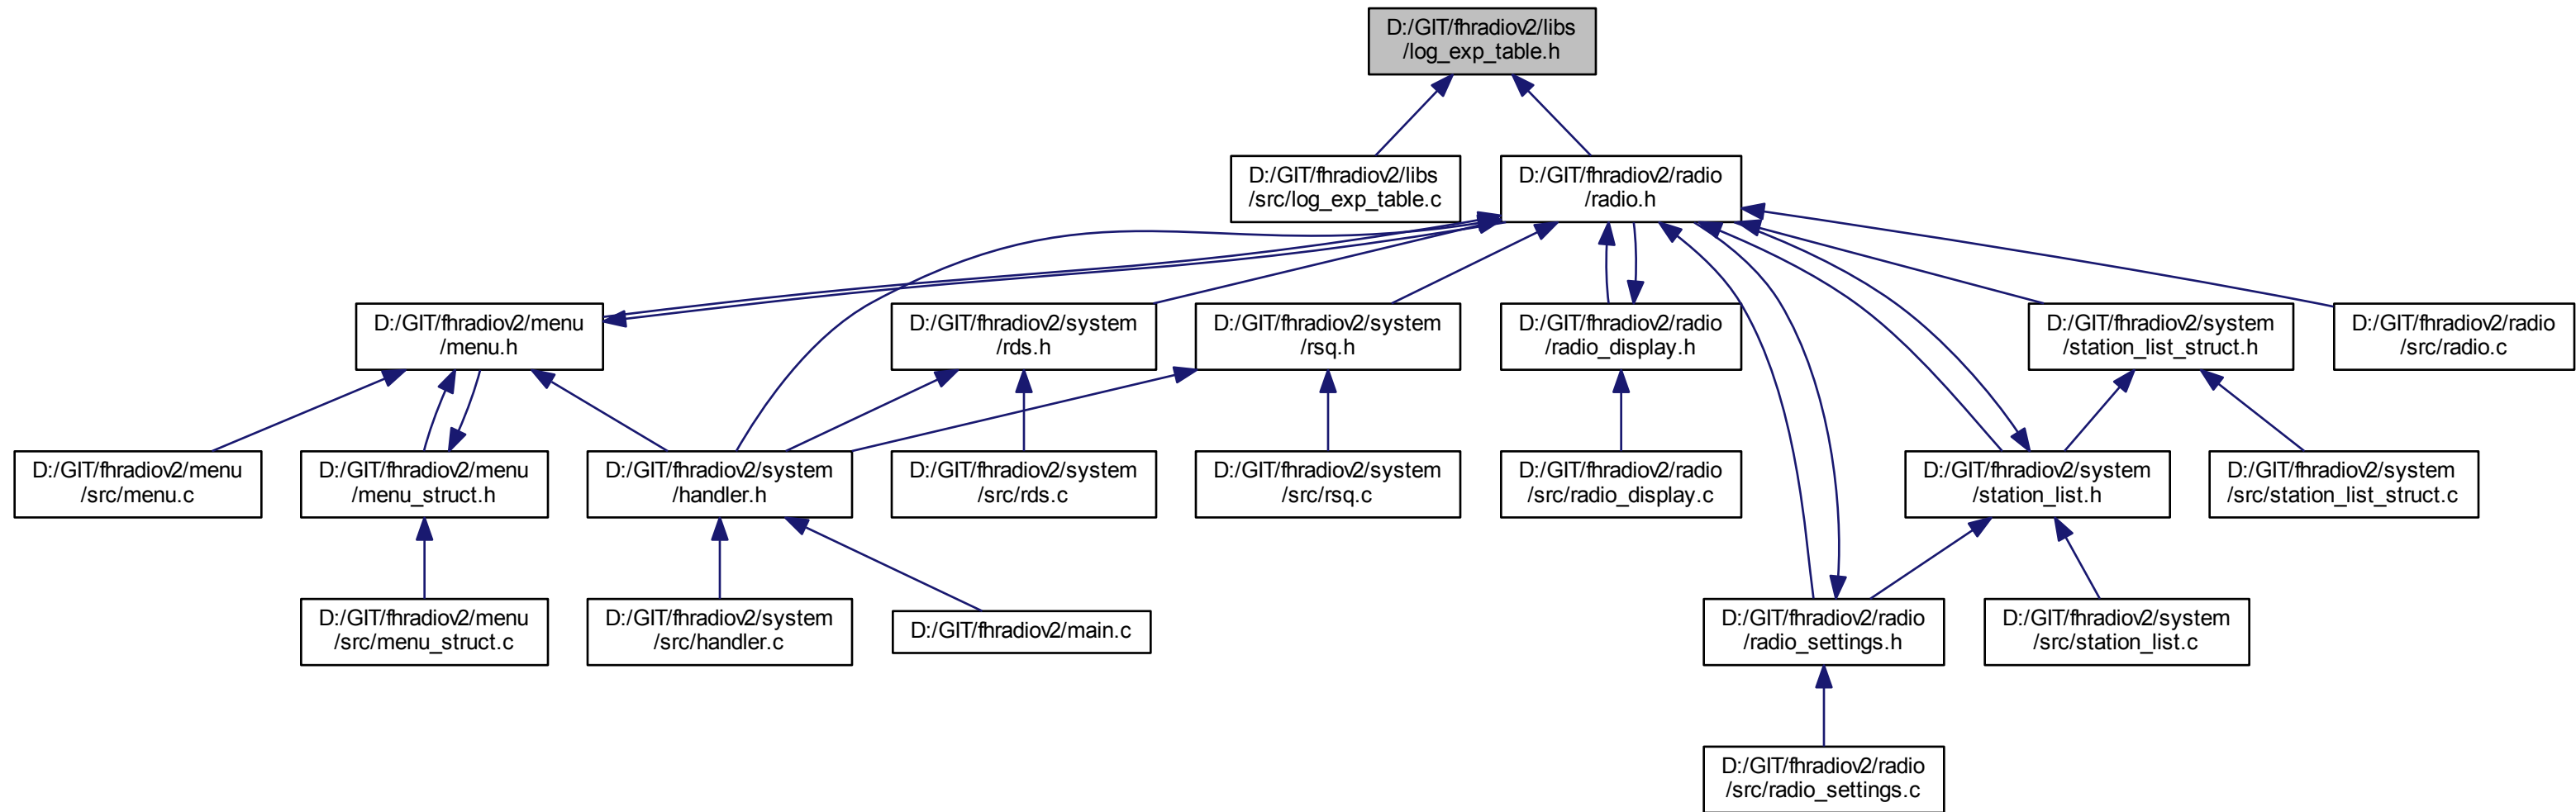 D:/GIT/fhradiov2/libs
/log_exp_table.h
D:/GIT/fhradiov2/libs
/src/log_exp_table.c
D:/GIT/fhradiov2/radio
/radio.h
D:/GIT/fhradiov2/menu
/menu.h
D:/GIT/fhradiov2/system
/rds.h
D:/GIT/fhradiov2/system
/rsq.h
D:/GIT/fhradiov2/radio
/radio_display.h
D:/GIT/fhradiov2/system
/station_list_struct.h
D:/GIT/fhradiov2/radio
/src/radio.c
D:/GIT/fhradiov2/menu
/src/menu.c
D:/GIT/fhradiov2/menu
/menu_struct.h
D:/GIT/fhradiov2/system
/handler.h
D:/GIT/fhradiov2/system
/src/rds.c
D:/GIT/fhradiov2/system
/src/rsq.c
D:/GIT/fhradiov2/radio
/src/radio_display.c
D:/GIT/fhradiov2/system
/station_list.h
D:/GIT/fhradiov2/system
/src/station_list_struct.c
D:/GIT/fhradiov2/menu
/src/menu_struct.c
D:/GIT/fhradiov2/system
/src/handler.c
D:/GIT/fhradiov2/main.c
D:/GIT/fhradiov2/radio
/radio_settings.h
D:/GIT/fhradiov2/system
/src/station_list.c
D:/GIT/fhradiov2/radio
/src/radio_settings.c